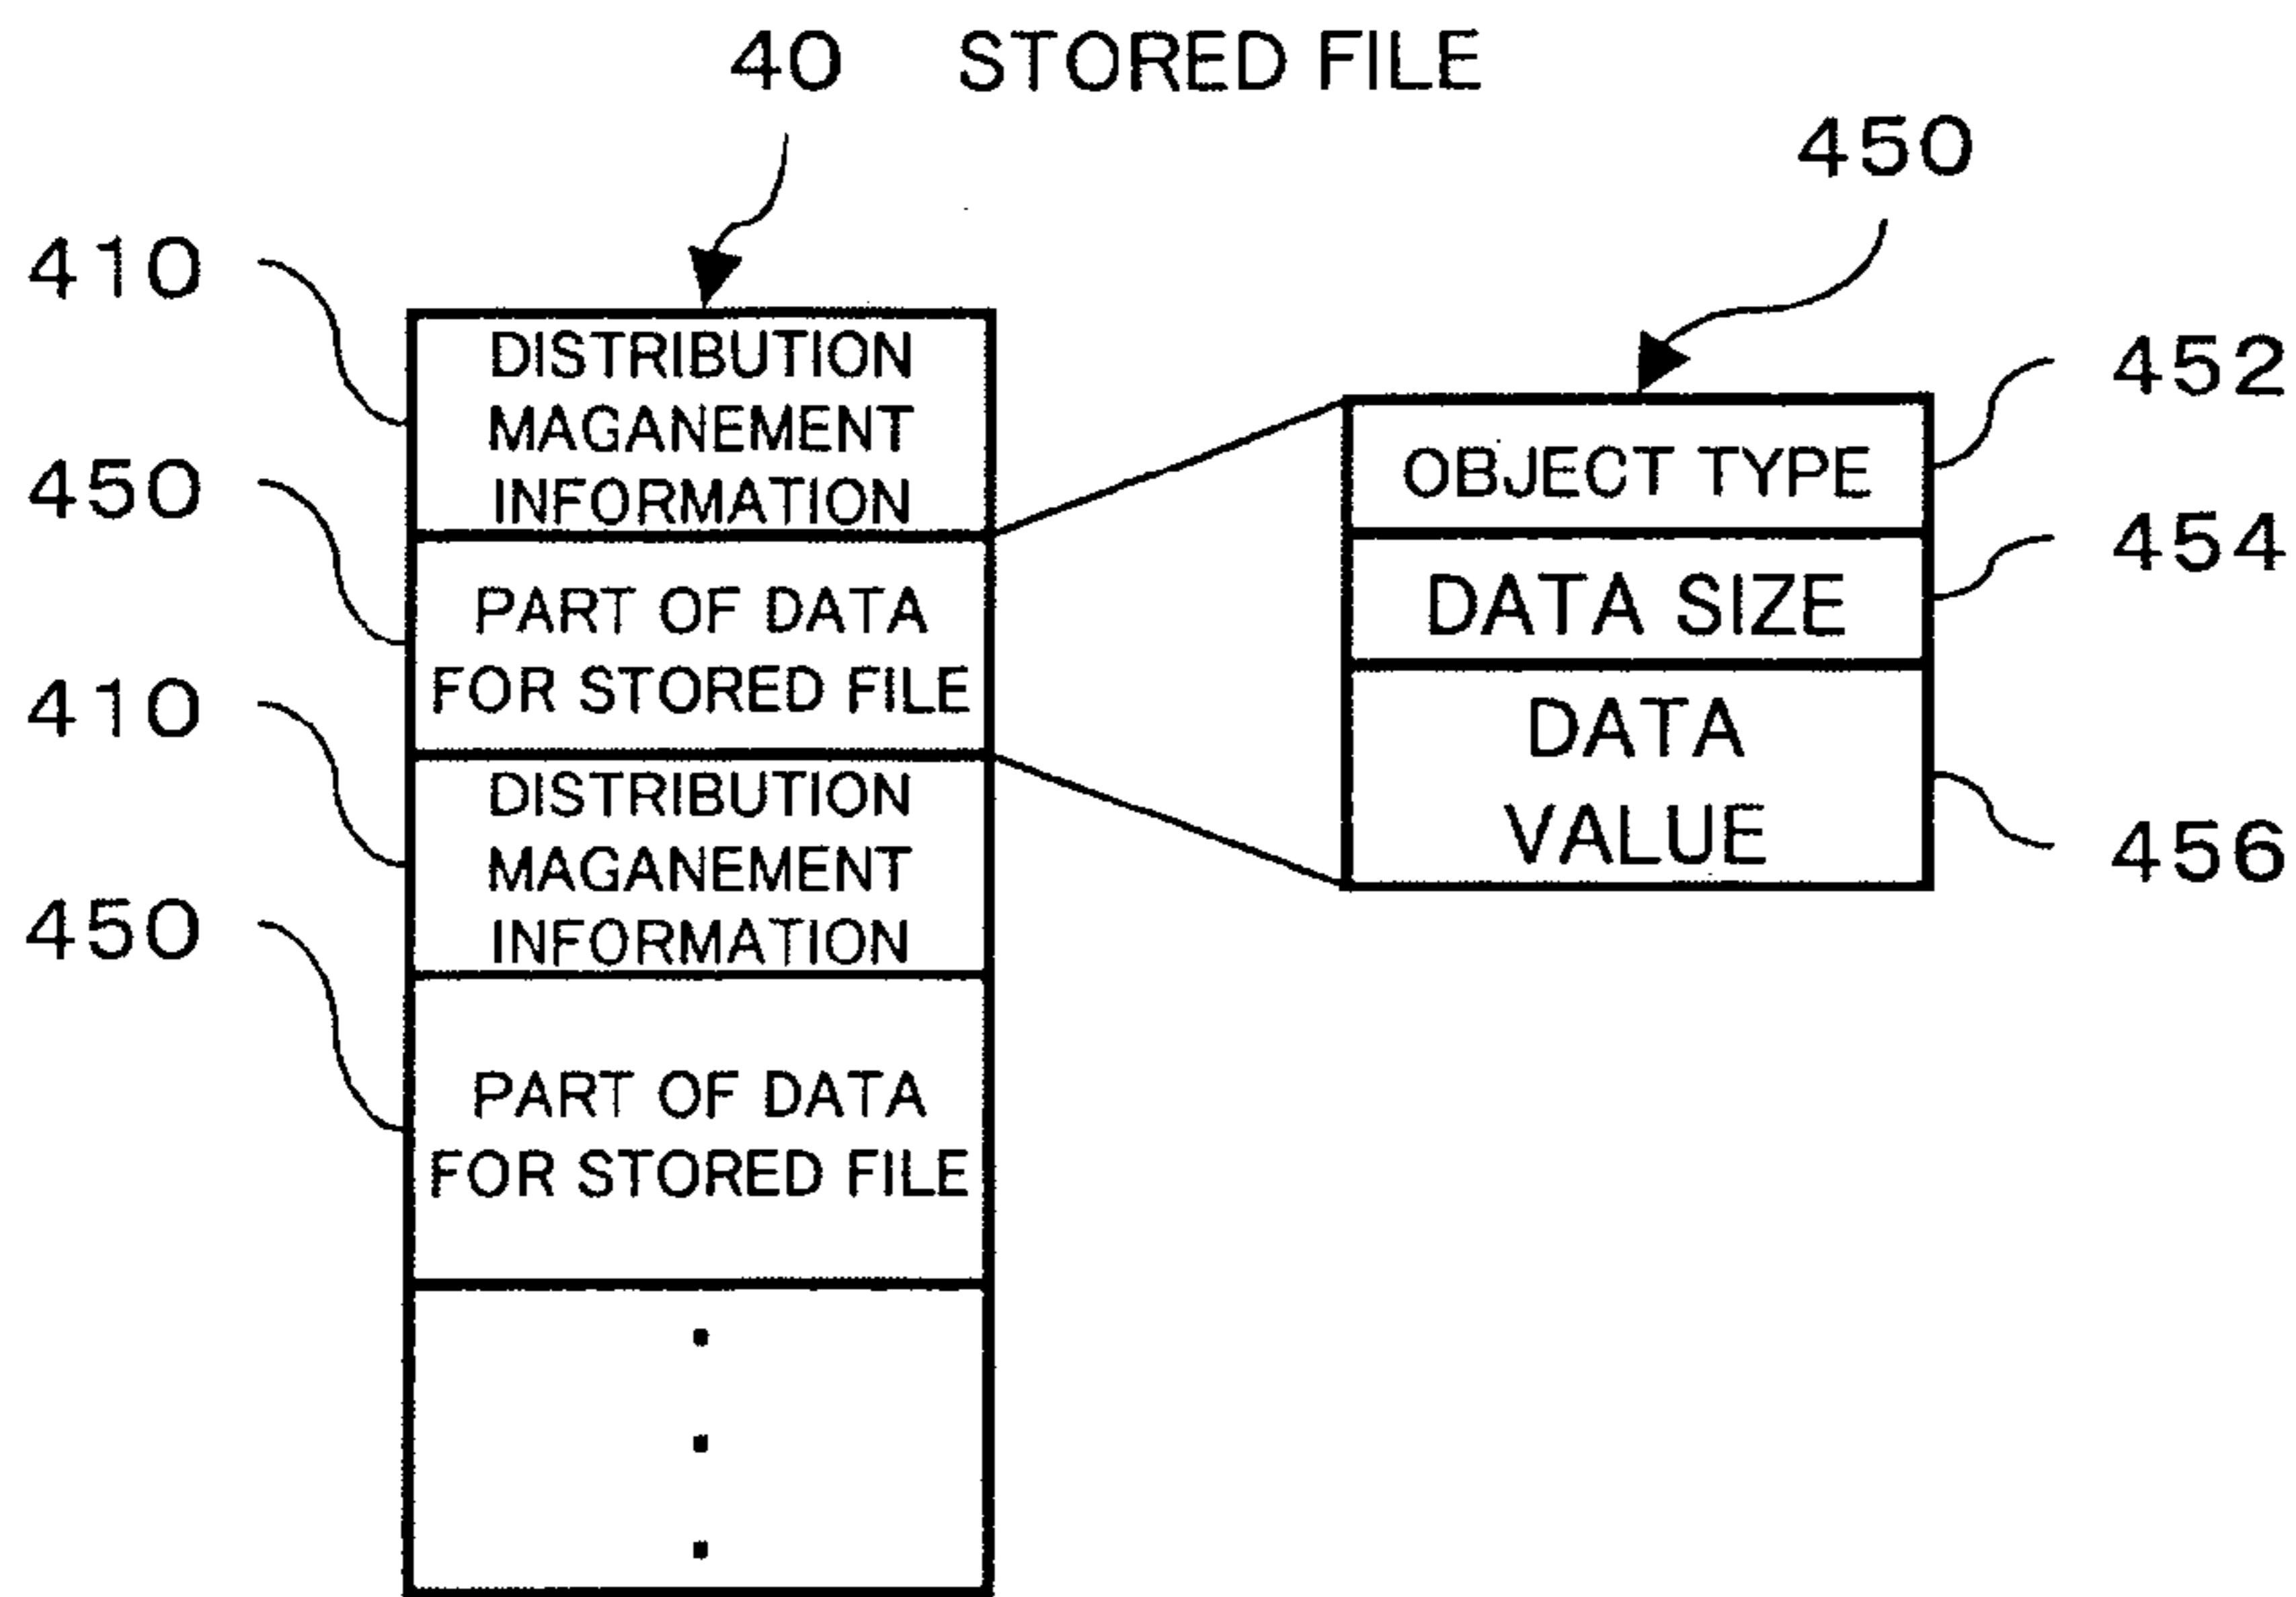 40 STORED FILE
450
410
DISTRIBUTION
MAGANEMENT
INFORMATION
450
PART OF DATA
FOR STORED FILE
410
DISTRIBUTION
MAGANEMENT
INFORMATION
450
PART OF DATA
FOR STORED FILE
452
OBJECT TYPE
454
DATA SIZE
DATA
VALUE
456